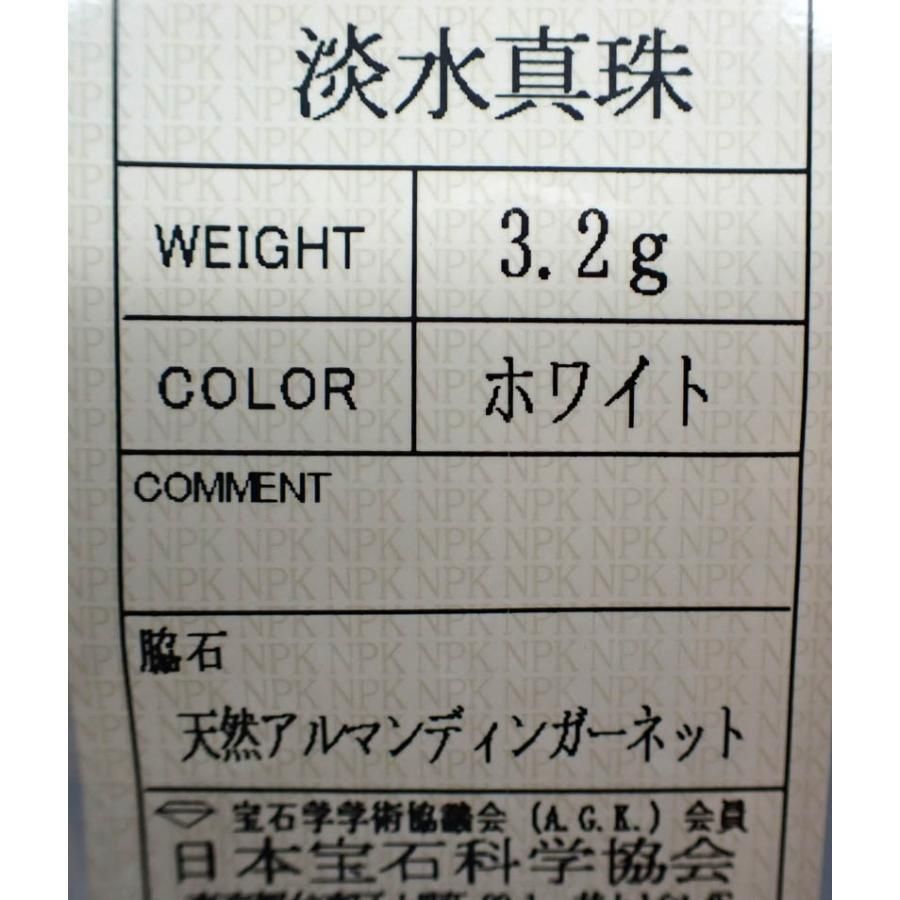 淡水真珠
WEIGHT 3.2g
COLOR ホワイト
COMMENT
脇石
天然アルマンディンガーネット
宝石学学術協議会 (A.G.K.) 会員
日本宝石科学協会